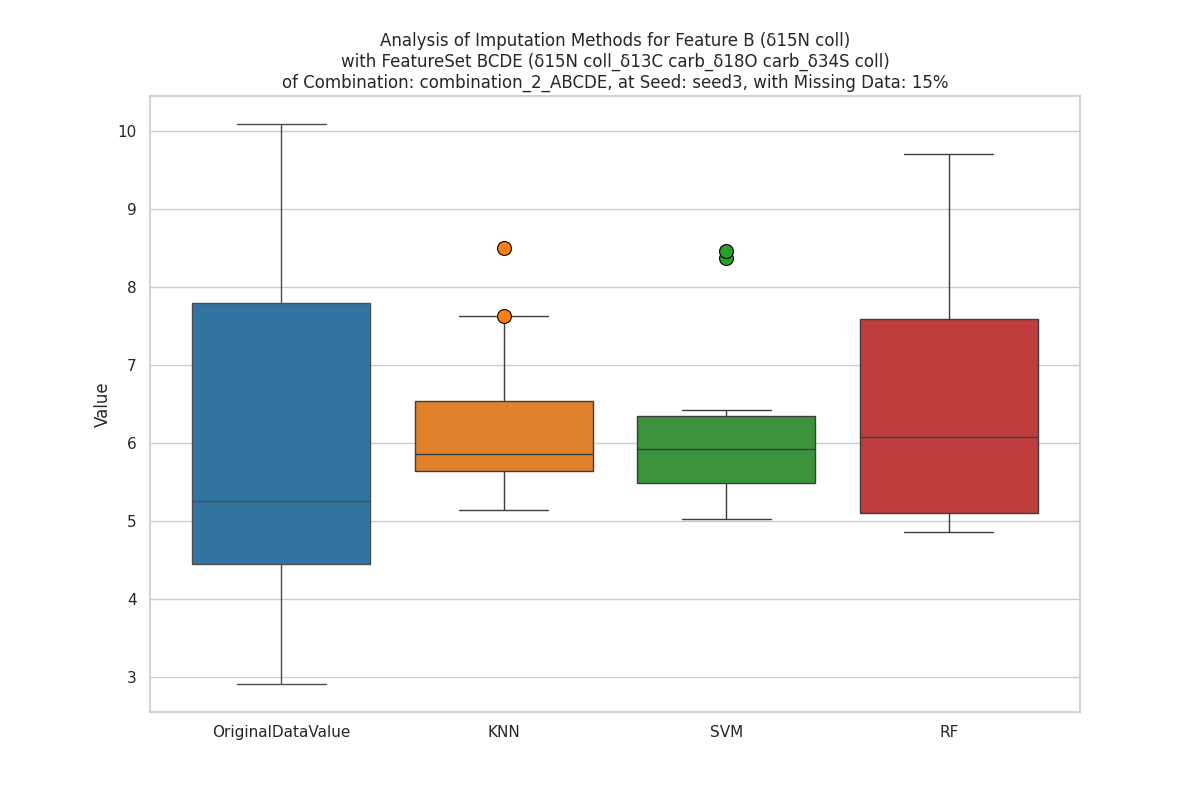 Analysis of Imputation Methods for Feature B (δ15N coll)
with FeatureSet BCDE (δ15N coll_δ13C carb_δ18O carb_δ34S coll)
of Combination: combination_2_ABCDE, at Seed: seed3, with Missing Data: 15%
10
9
8
7
6
5
4
3
Value
OriginalDataValue
KNN
SVM
RF